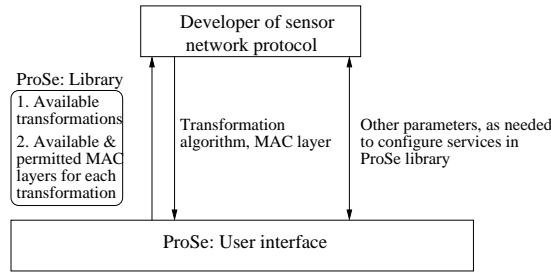 Developer of sensor
network protocol
ProSe: Library
1. Available
transformations
2. Available &
permitted MAC
layers for each
transformation
Transformation
algorithm, MAC layer
Other parameters, as needed
to configure services in
ProSe library
ProSe: User interface